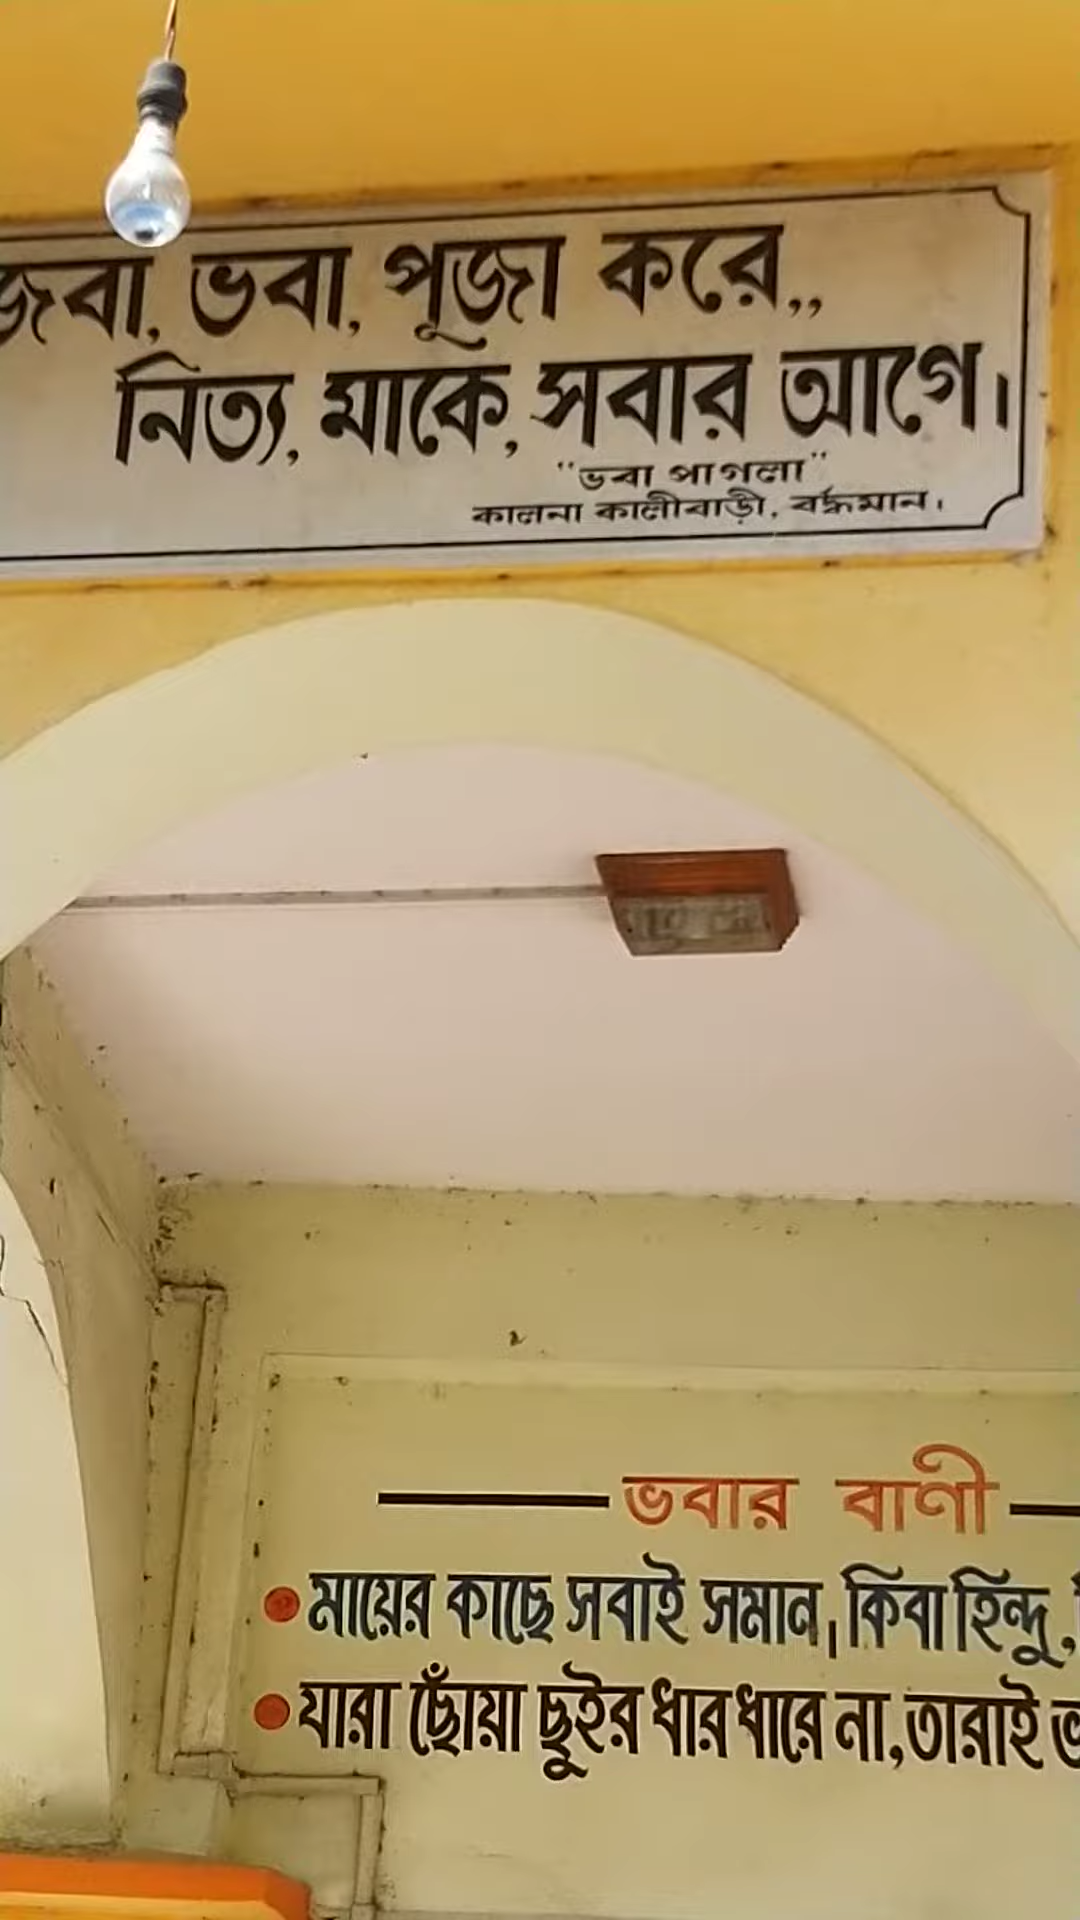 জবা, ভবা, পূজা করে,,
নিত্য, মাকে, সবার আগে।
"ভবা পাগলা"
কালনা কালীবাড়ী, বর্দ্ধমান।
ভবার বাণী
মায়ের কাছে সবাই সমান, কিবা হিন্দু,
যারা ছোঁয়া ছুইর ধার ধারে না, তারাই